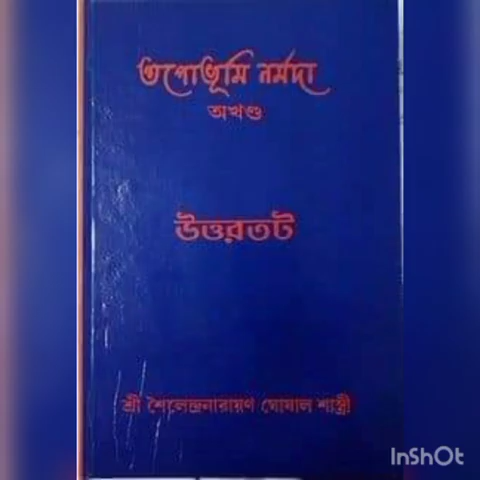 তপোভূমি নর্মদা
অখণ্ড
উত্তরতট
শ্রী শৈলেন্দ্রনারায়ণ ঘোষাল শাস্ত্রী
InShOt